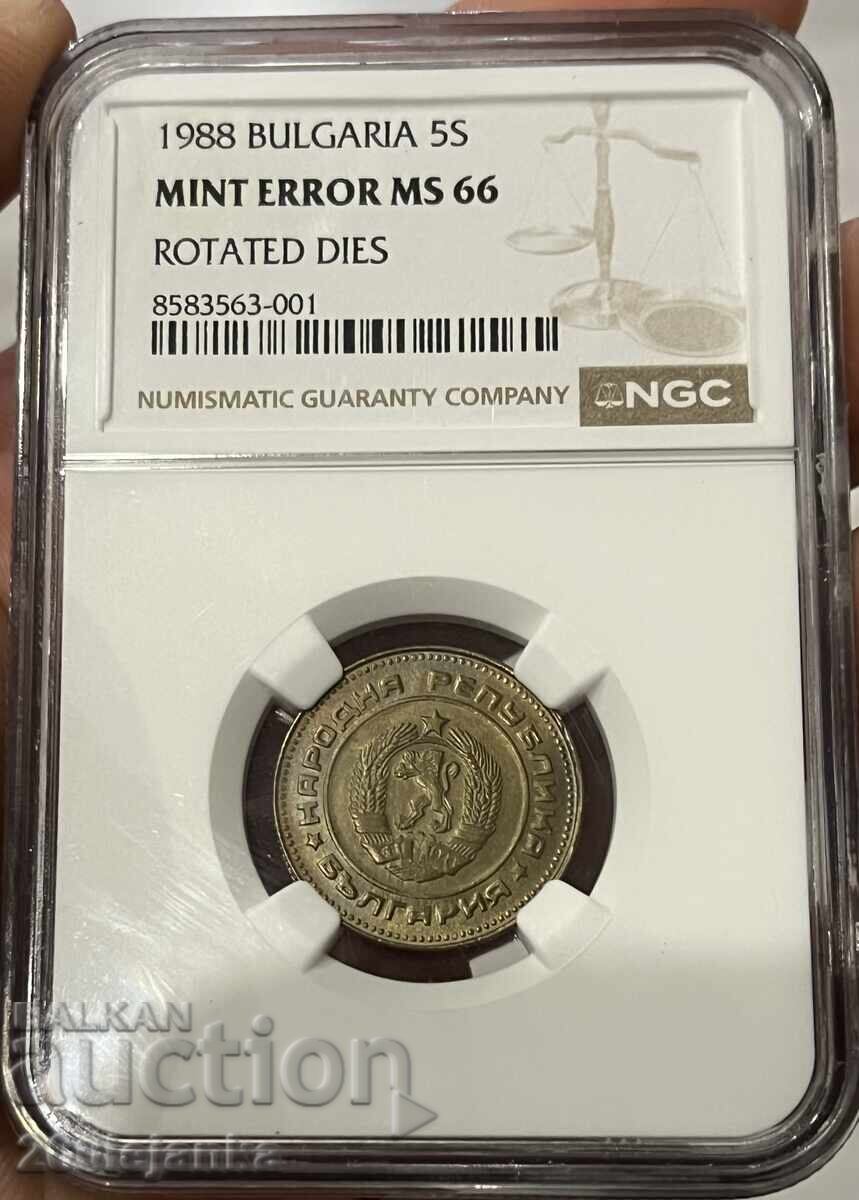 1988 BULGARIA 5S
MINT ERROR MS 66
ROTATED DIES
8583563-001
NUMISMATIC GUARANTY COMPANY NGC
НАРОДНА РЕПУБЛИКА
БЪЛГАРИЯ
BALKAN
auction